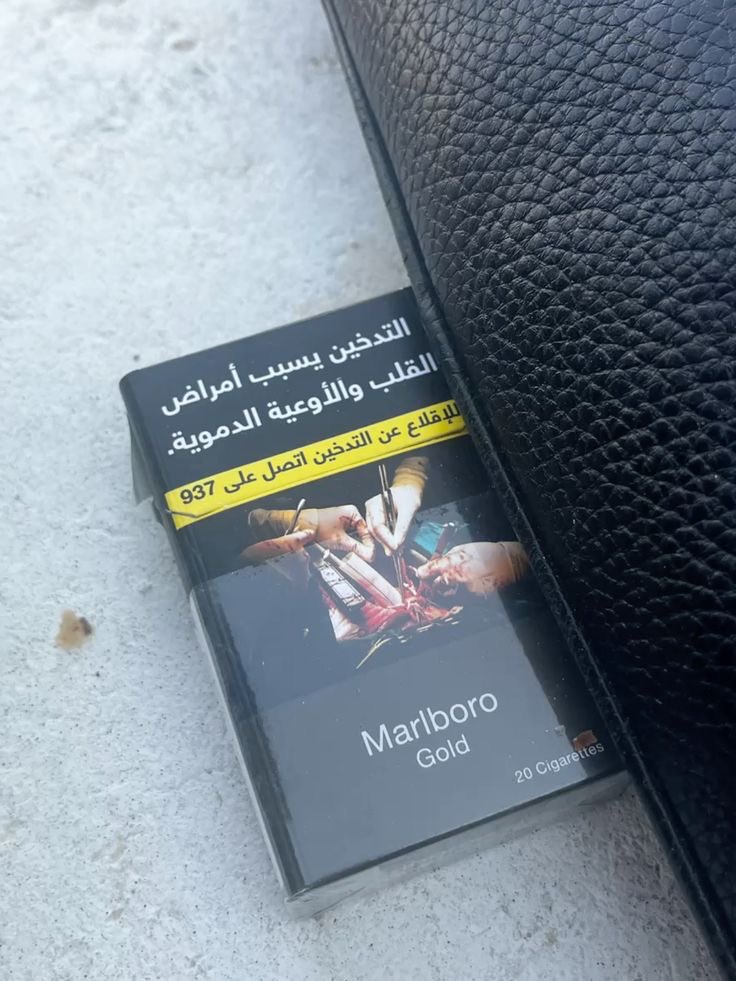 التدخين يسبب أمراض
القلب والأوعية الدموية.
للإقلاع عن التدخين اتصل على 937
Marlboro
Gold
20 Cigarettes